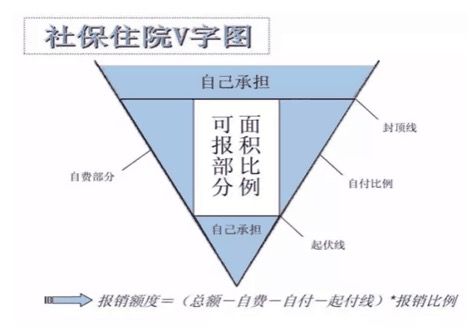 社保住院V字图
自己承担
封顶线
可报部分
面积比例
自费部分
自付比例
自己承担
起伏线
报销额度=（总额-自费-自付-起付线）*报销比例